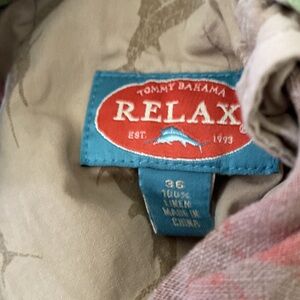 TOMMY BAHAMA
RELAX
EST. 1993
36
100%
LINEN
MADE IN
CHINA